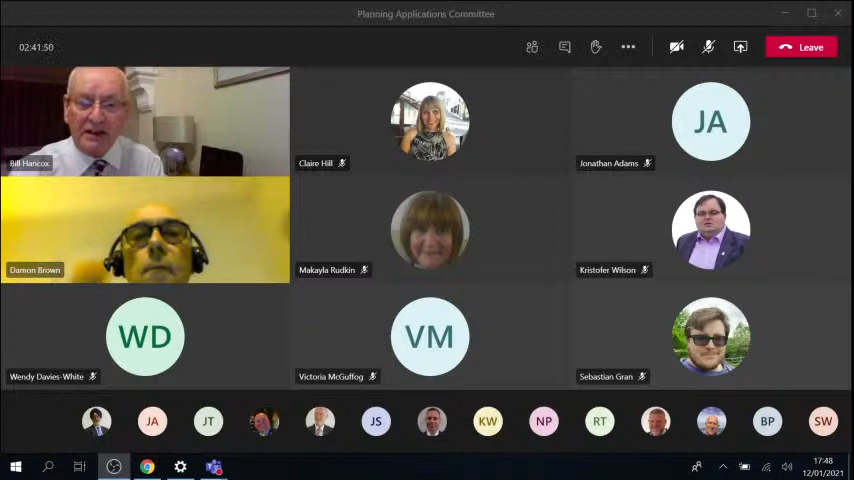 Planning Applications Committee
02:41:50
Leave
JA
Bill Hancox
Claire Hill
Jonathan Adams
Damon Brown
Makayla Rudkin
Kristofer Wilson
WD
VM
Wendy Davies-White
Victoria McGuffog
Sebastian Gran
JA
JT
JS
KW
NP
RT
BP
SW
17:48
12/01/2021